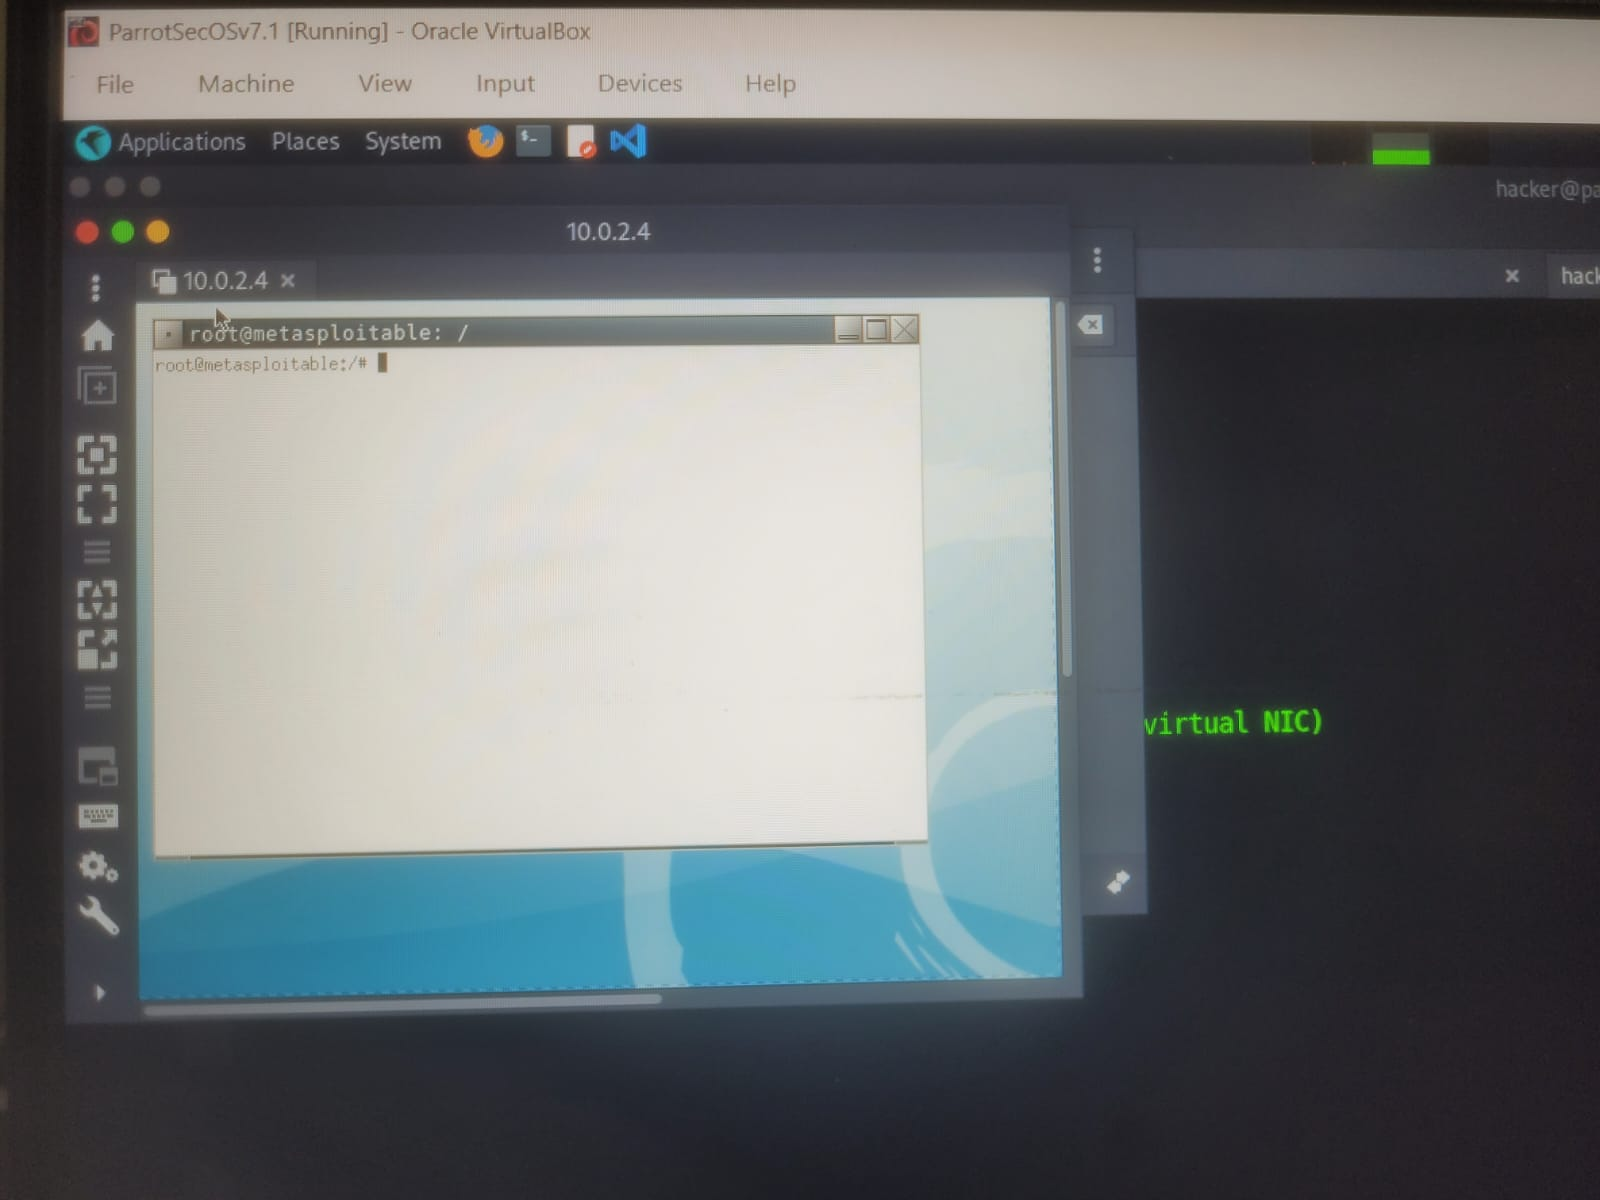 ParrotSecOSv7.1 [Running] - Oracle VirtualBox
File Machine View Input Devices Help
Applications Places System
hacker@pa
10.0.2.4
10.0.2.4
hack
root@metasploitable: /
root@metasploitable:/#
virtual NIC)